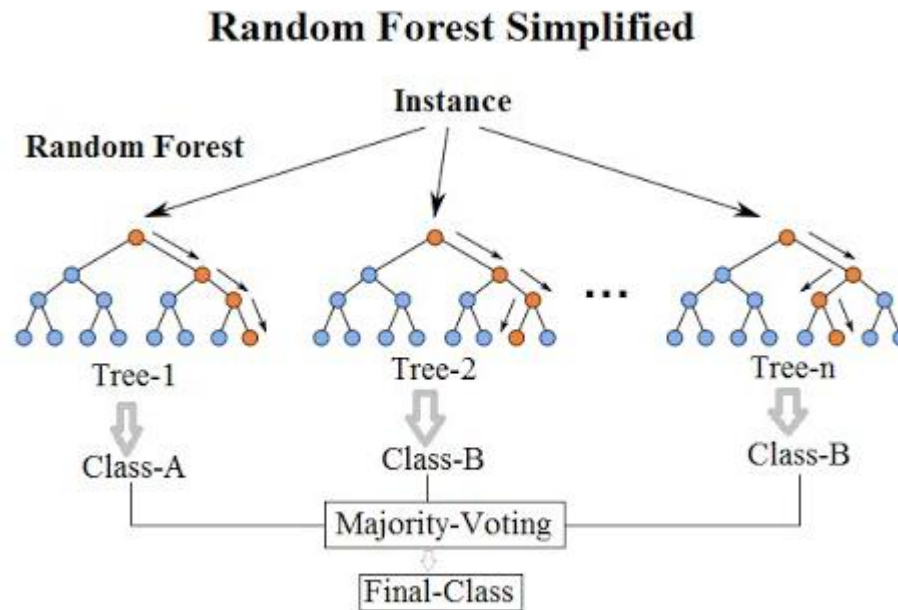 Random Forest Simplified
Instance
Random Forest
...
Tree-1 Tree-2 Tree-n
Class-A Class-B Class-B
Majority-Voting
Final-Class